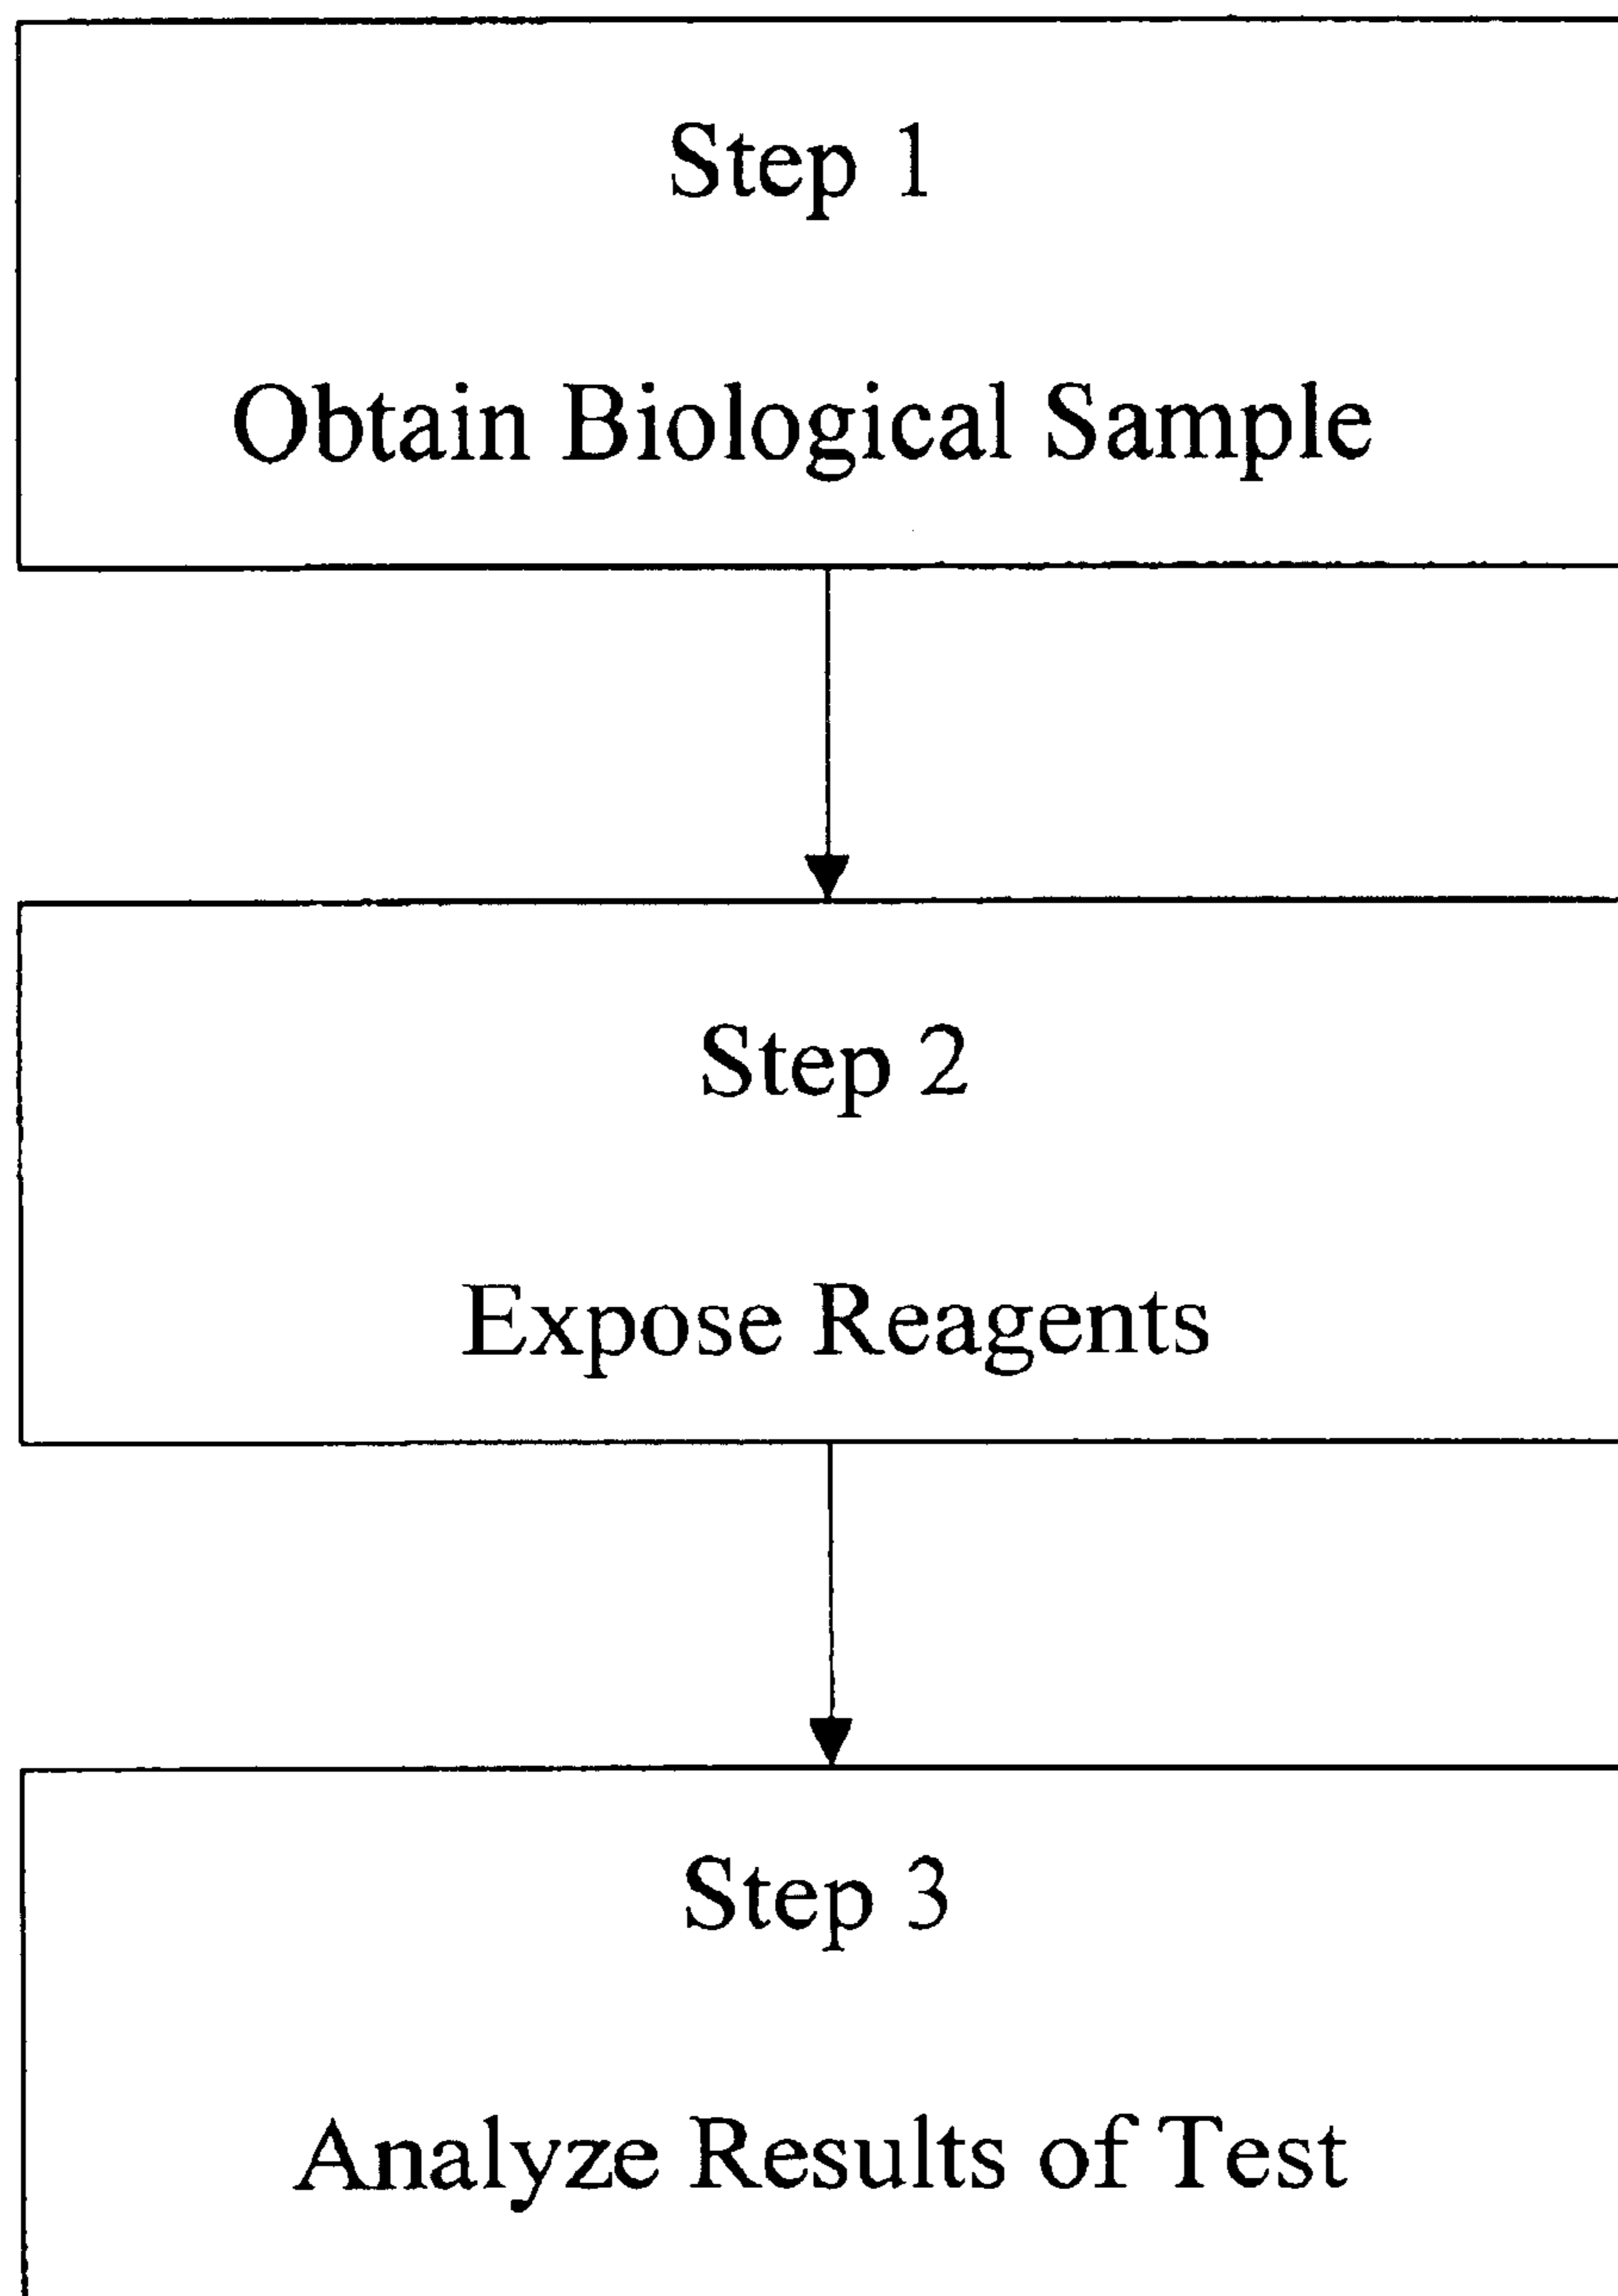 Step 1
Obtain Biological Sample
Step 2
Expose Reagents
Step 3
Analyze Results of Test